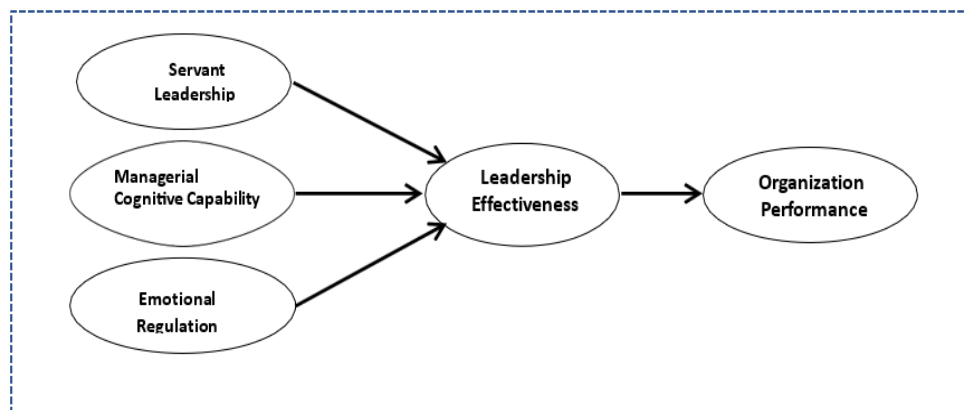 Servant
Leadership
Managerial
Cognitive Capability
Emotional
Regulation
Leadership
Effectiveness
Organization
Performance